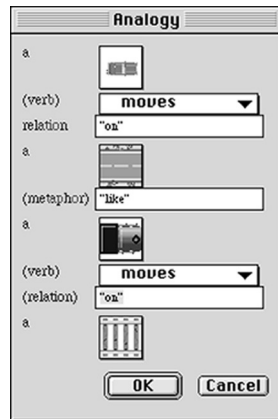 Analogy
a
(verb) moves
relation "on"
a
(metaphor) "like"
a
(verb) moves
(relation) "on"
a
OK Cancel